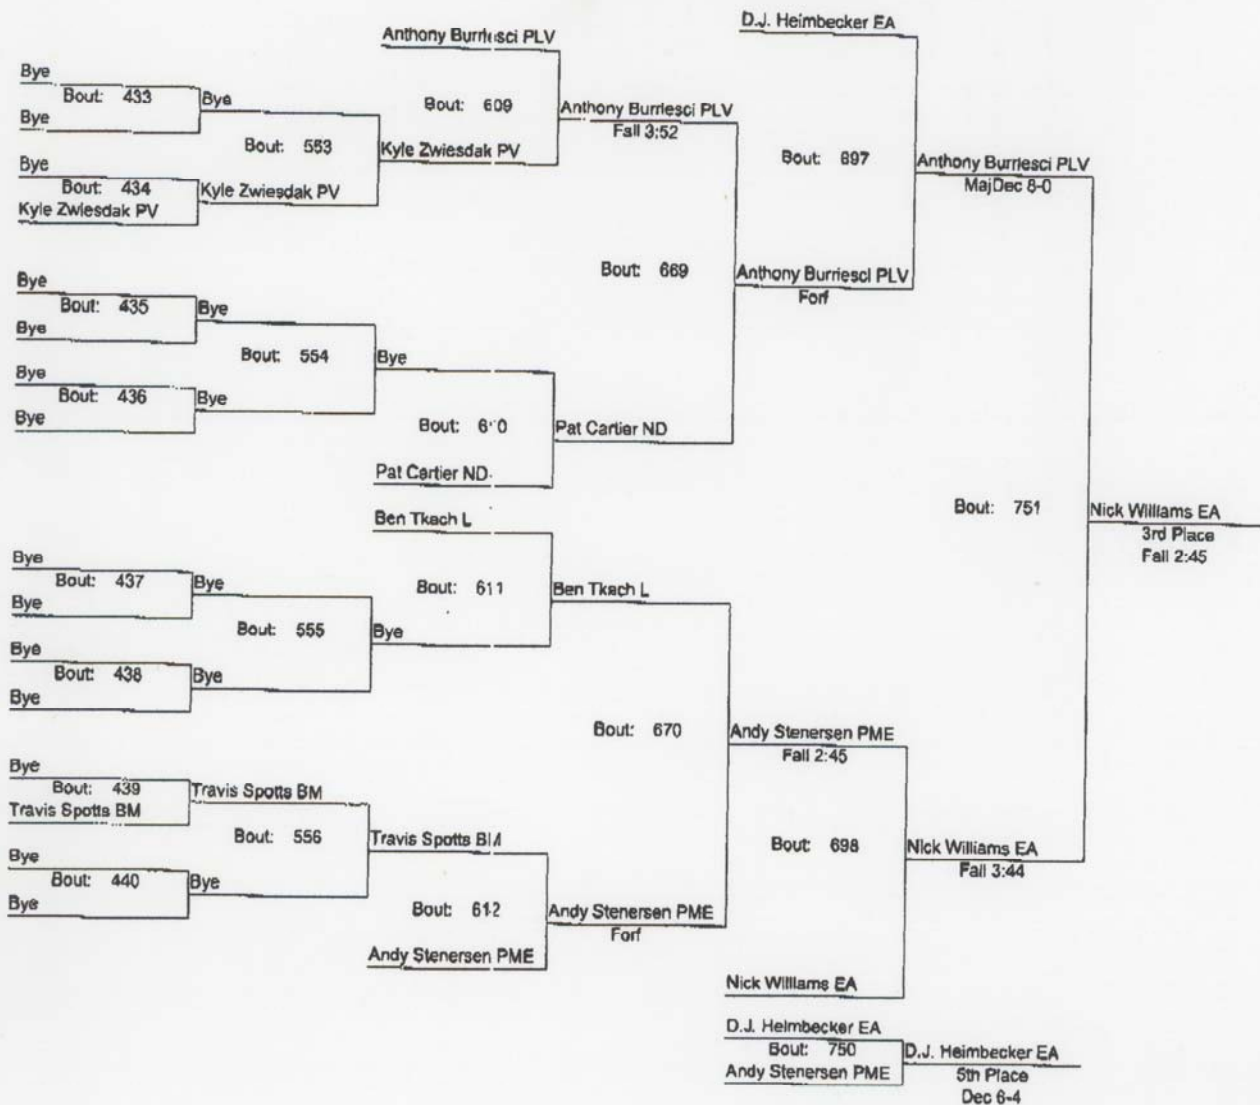 D.J. Heimbecker EA
Anthony Burriesci PLV
Bye
Bout: 433
Bye
Bye
Bout: 609
Anthony Burriesci PLV
Fall 3:52
Bout: 553
Kyle Zwiesdak PV
Bout: 697
Anthony Burriesci PLV
MajDec 8-0
Bye
Bout: 434
Kyle Zwiesdak PV
Kyle Zwiesdak PV
Bout: 669
Anthony Burriesci PLV
Forf
Bye
Bout: 435
Bye
Bye
Bout: 554
Bye
Bye
Bout: 436
Bye
Bye
Bout: 610
Pat Cartier ND
Pat Cartier ND
Bout: 751
Nick Williams EA
3rd Place
Fall 2:45
Ben Tkach L
Bye
Bout: 437
Bye
Bye
Bout: 611
Ben Tkach L
Bout: 555
Bye
Bye
Bout: 438
Bye
Bye
Bout: 670
Andy Stenersen PME
Fall 2:45
Bye
Bout: 439
Travis Spotts BM
Travis Spotts BM
Bout: 556
Travis Spotts BM
Bout: 698
Nick Williams EA
Fall 3:44
Bye
Bout: 440
Bye
Bye
Bout: 612
Andy Stenersen PME
Forf
Andy Stenersen PME
Nick Williams EA
D.J. Heimbecker EA
Bout: 750
D.J. Heimbecker EA
Andy Stenersen PME
5th Place
Dec 6-4